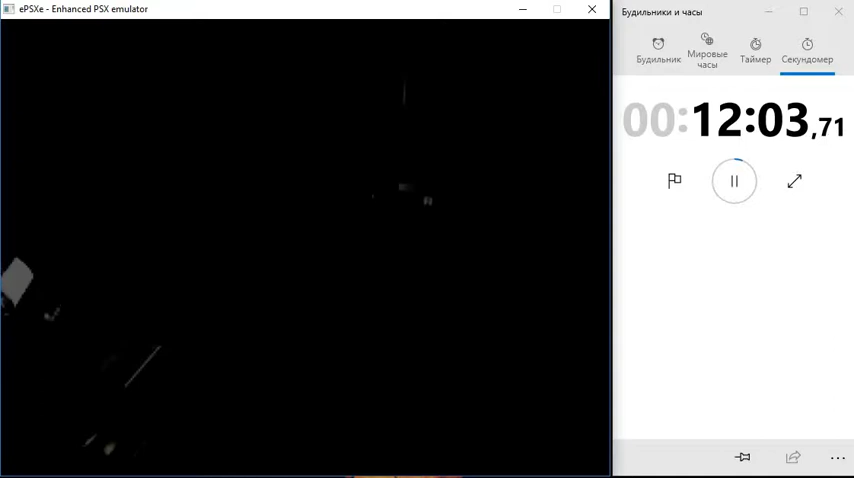 ePSXe - Enhanced PSX emulator
Будильники и часы
Будильник
Мировые
часы
Таймер
Секундомер
00:12:03,71